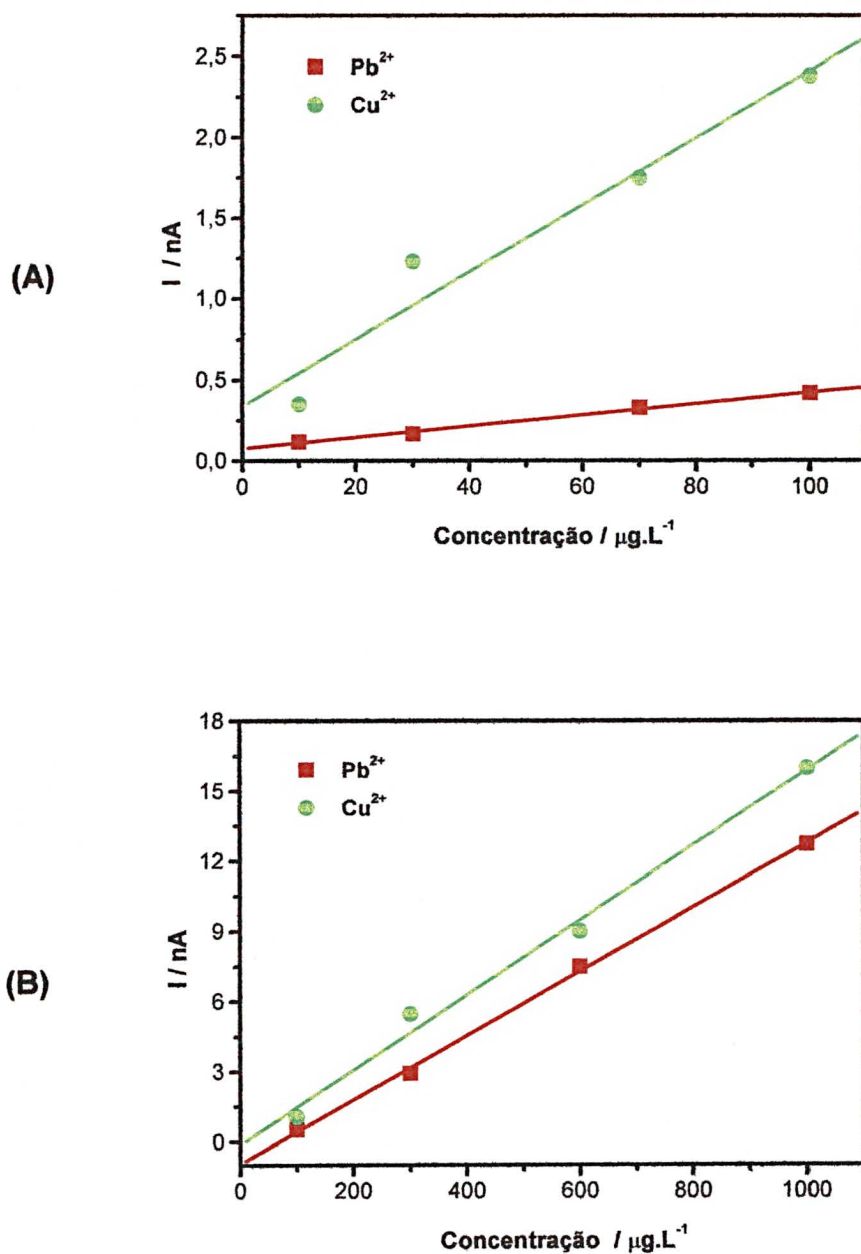 (A)
I / nA
2,5
2,0
1,5
1,0
0,5
0,0
Pb²⁺
Cu²⁺
0 20 40 60 80 100
Concentração / μg.L⁻¹
(B)
I / nA
18
15
12
9
6
3
0
Pb²⁺
Cu²⁺
0 200 400 600 800 1000
Concentração / μg.L⁻¹